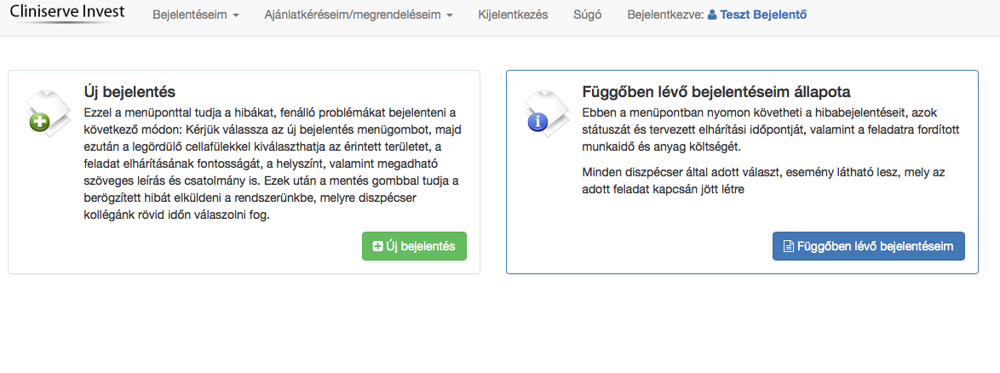 Cliniserve Invest
Bejelentéseim
Ajánlatkéréseim/megrendeléseim
Kijelentkezés
Súgó
Bejelentkezve: Teszt Bejelentő
Új bejelentés
Ezzel a menüponttal tudja a hibákat, fenálló problémákat bejelenteni a
következő módon: Kérjük válassza az új bejelentés menügombot, majd
ezután a legördülő cellafülekkel kiválaszthatja az érintett területet, a
feladat elhárításának fontosságát, a helyszínt, valamint megadható
szöveges leírás és csatolmány is. Ezek után a mentés gombbal tudja a
berögzített hibát elküldeni a rendszerünkbe, melyre diszpécser
kollégánk rövid időn válaszolni fog.
Új bejelentés
Függőben lévő bejelentéseim állapota
Ebben a menüpontban nyomon követheti a hibabejelentéseit, azok
státuszát és tervezett elhárítási időpontját, valamint a feladatra fordított
munkaidő és anyag költségét.
Minden diszpécser által adott választ, esemény látható lesz, mely az
adott feladat kapcsán jött létre
Függőben lévő bejelentéseim